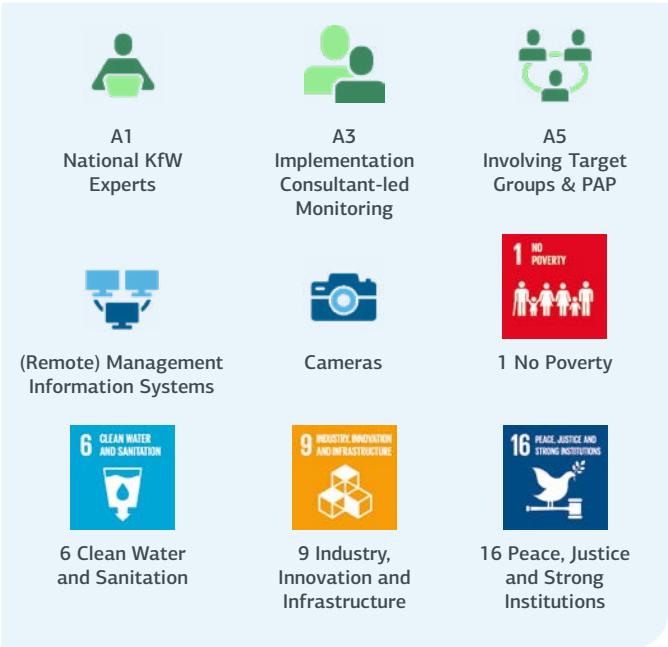 A1
National KfW
Experts
A3
Implementation
Consultant-led
Monitoring
A5
Involving Target
Groups & PAP
(Remote) Management
Information Systems
Cameras
1 NO
POVERTY
1 No Poverty
6 CLEAN WATER
AND SANITATION
6 Clean Water
and Sanitation
9 INDUSTRY, INNOVATION
AND INFRASTRUCTURE
9 Industry,
Innovation and
Infrastructure
16 PEACE, JUSTICE AND
STRONG INSTITUTIONS
16 Peace, Justice
and Strong
Institutions